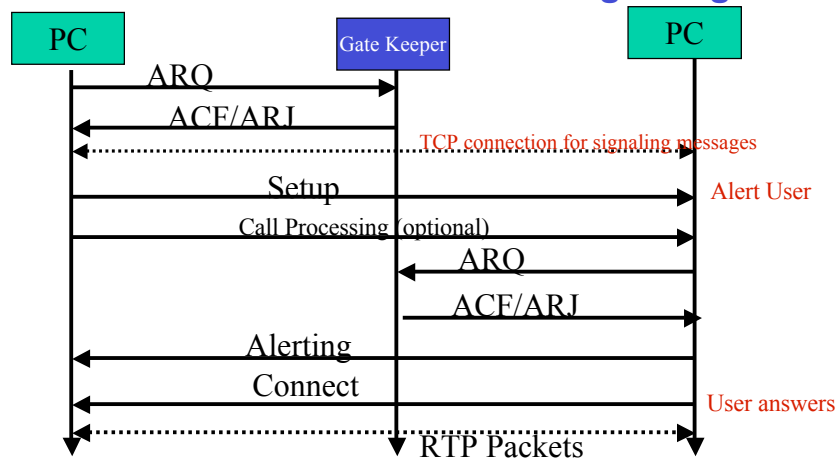 PC
Gate Keeper
PC
ARQ
ACF/ARJ
TCP connection for signaling messages
Setup
Alert User
Call Processing (optional)
ARQ
ACF/ARJ
Alerting
Connect
User answers
RTP Packets